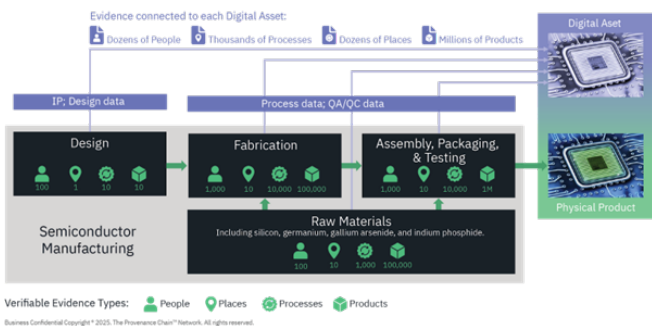 Evidence connected to each Digital Asset:
Dozens of People
Thousands of Processes
Dozens of Places
Millions of Products
Digital Aset
IP; Design data
Process data; QA/QC data
Design
100
1
10
10
Fabrication
1,000
10
10,000
100,000
Assembly, Packaging,
& Testing
1,000
10
10,000
1M
Physical Product
Raw Materials
Including silicon, germanium, gallium arsenide, and indium phosphide.
100
10
1,000
100,000
Semiconductor
Manufacturing
Verifiable Evidence Types:
People
Places
Processes
Products
Business Confidential Copyright © 2025. The Provenance Chain™ Network. All rights reserved.